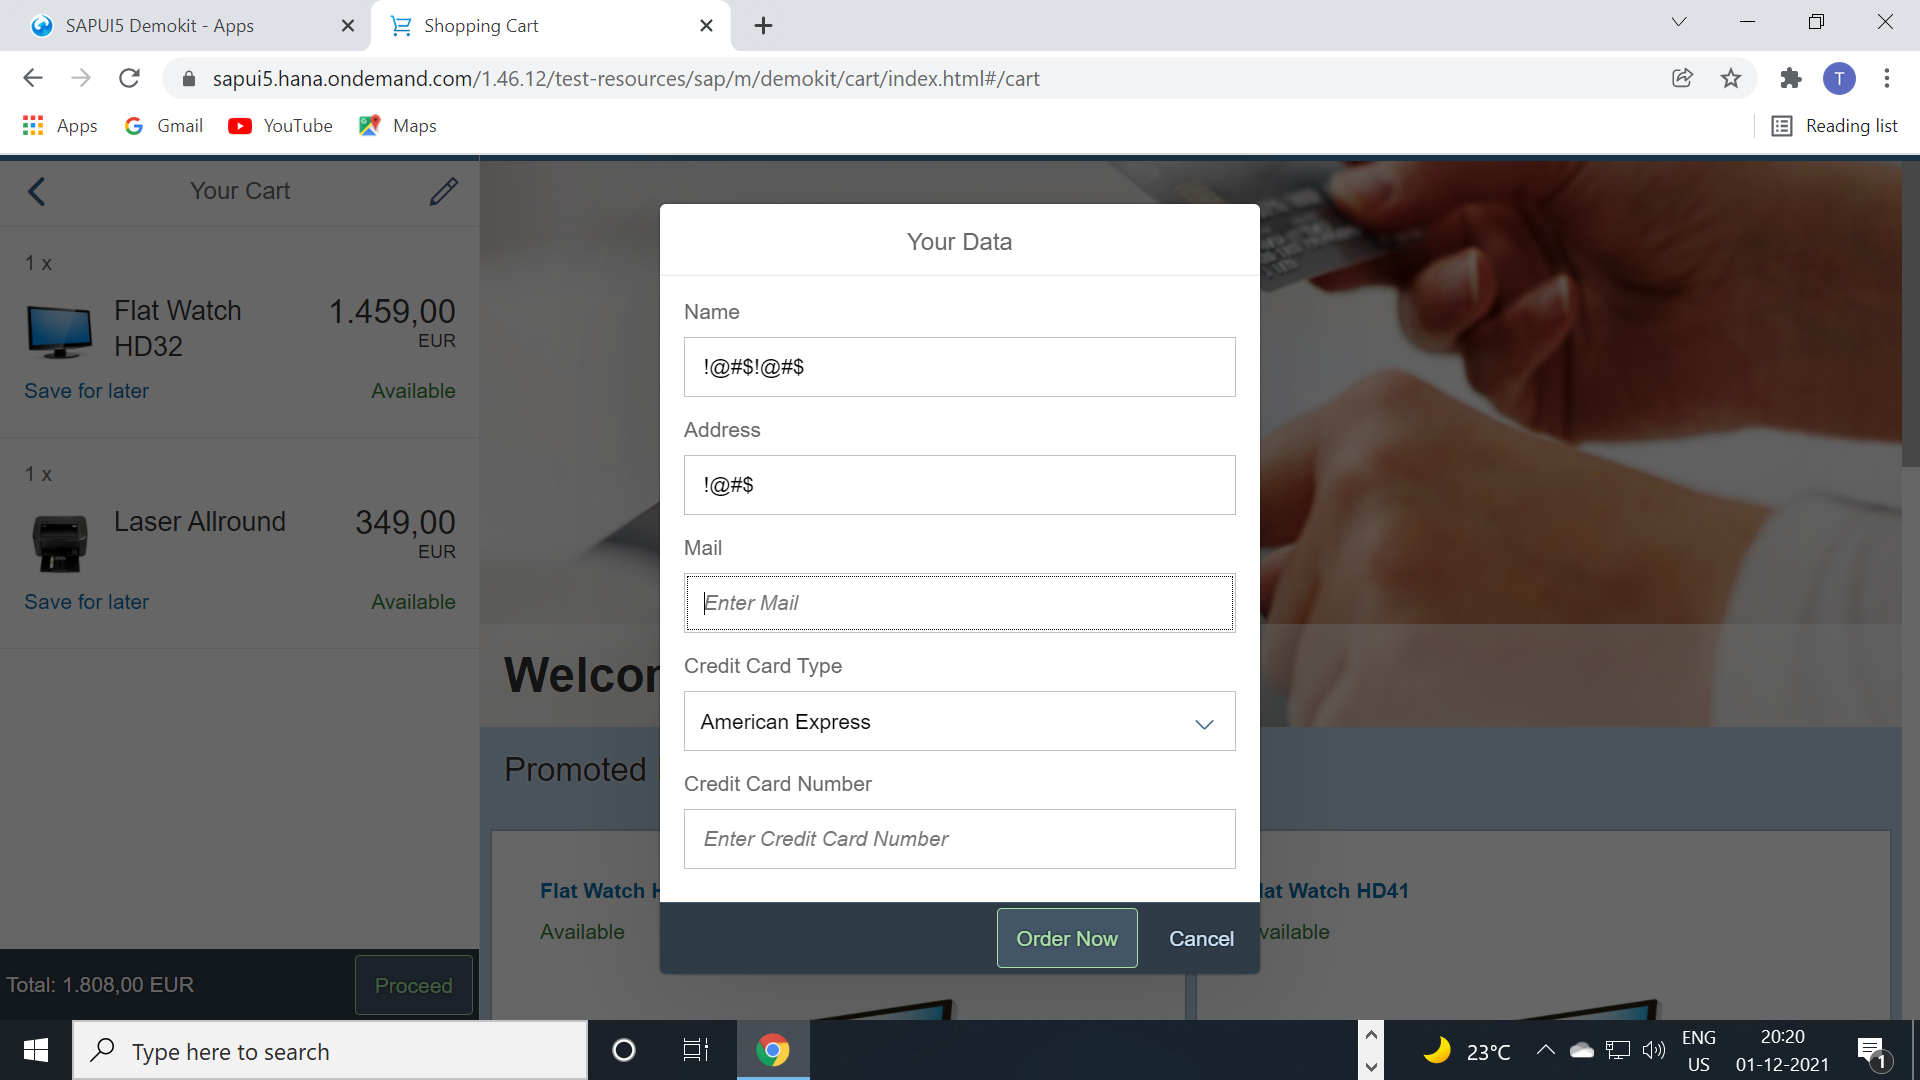 SAPUI5 Demokit - Apps
Shopping Cart
sapui5.hana.ondemand.com/1.46.12/test-resources/sap/m/demokit/cart/index.html#/cart
T
Apps
Gmail
YouTube
Maps
Reading list
Your Cart
1 x
Flat Watch HD32
1.459,00
EUR
Save for later
Available
1 x
Laser Allround
349,00
EUR
Save for later
Available
Total: 1.808,00 EUR
Proceed
Your Data
Name
!@#$!@#$
Address
!@#$
Mail
Enter Mail
Credit Card Type
American Express
Credit Card Number
Enter Credit Card Number
Order Now
Cancel
Promoted
Flat Watch
Available
Watch HD41
Type here to search
23°C
ENG
US
20:20
01-12-2021
1